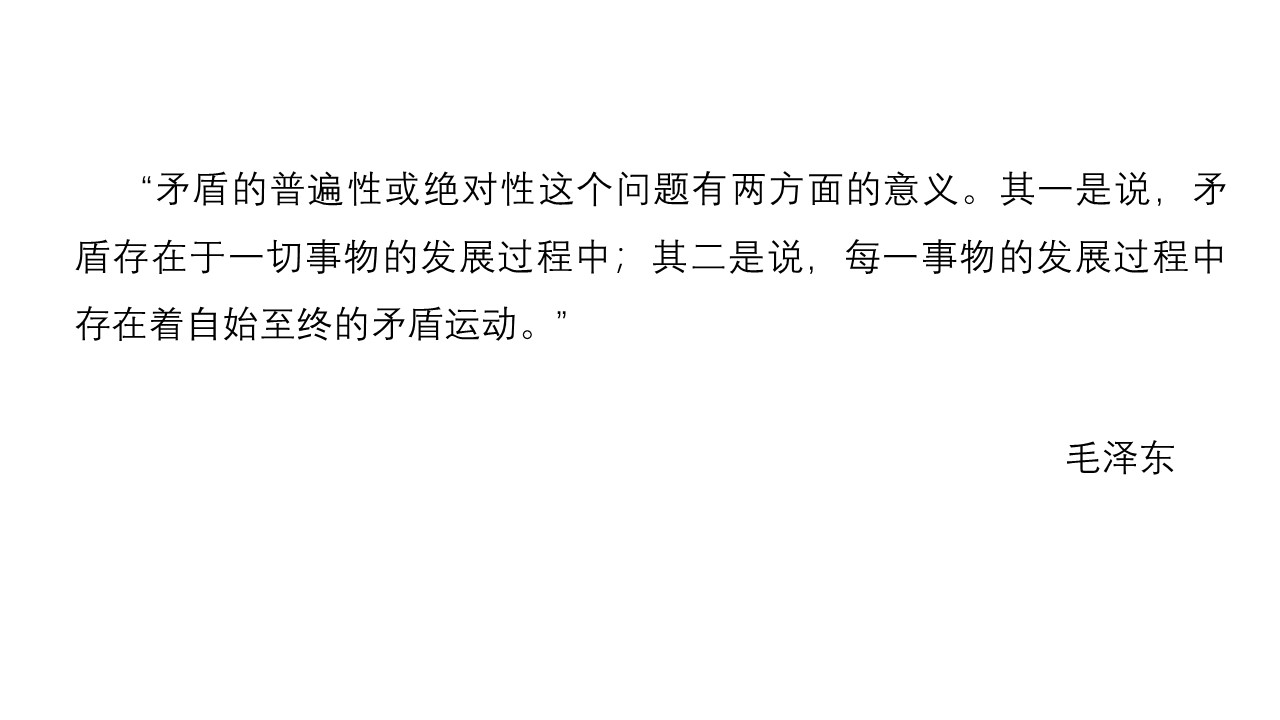 “矛盾的普遍性或绝对性这个问题有两方面的意义。其一是说，矛
盾存在于一切事物的发展过程中；其二是说，每一事物的发展过程中
存在着自始至终的矛盾运动。”
毛泽东